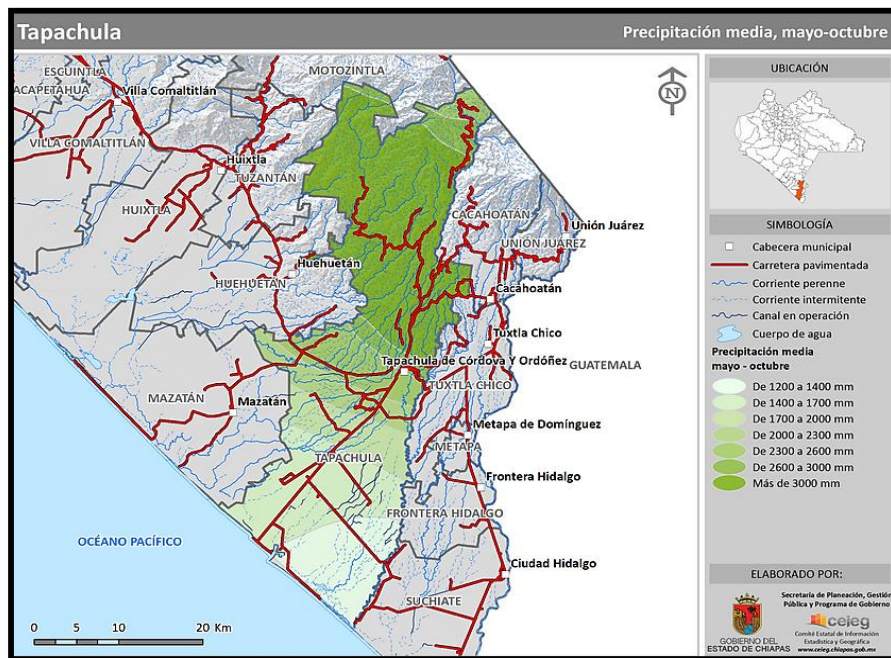 Tapachula
Precipitación media, mayo-octubre
ESCUINTLA
ACAPETAHUA
Villa Comaltitlán
VILLA COMALTITLÁN
MOTOZINTLA
Huixtla
TUZANTÁN
HUIXTLA
CACAHOATÁN
Unión Juárez
UNIÓN JUÁREZ
Huehuetán
HUEHUETÁN
Cacahoatán
Tuxtla Chico
GUATEMALA
Tapachula de Córdova Y Ordóñez
TUXTLA CHICO
MAZATÁN
Mazatán
Metapa de Domínguez
METAPA
TAPACHULA
Frontera Hidalgo
FRONTERA HIDALGO
OCÉANO PACÍFICO
Ciudad Hidalgo
SUCHIATE
0 5 10 20 Km
N
UBICACIÓN
SIMBOLOGÍA
Cabecera municipal
Carretera pavimentada
Corriente perenne
Corriente intermitente
Canal en operación
Cuerpo de agua
Precipitación media
mayo - octubre
De 1200 a 1400 mm
De 1400 a 1700 mm
De 1700 a 2000 mm
De 2000 a 2300 mm
De 2300 a 2600 mm
De 2600 a 3000 mm
Más de 3000 mm
ELABORADO POR:
GOBIERNO DEL
ESTADO DE CHIAPAS
Secretaría de Planeación, Gestión
Pública y Programa de Gobierno
ceieg
Comité Estatal de Información
Estadística y Geográfica
www.ceieg.chiapas.gob.mx